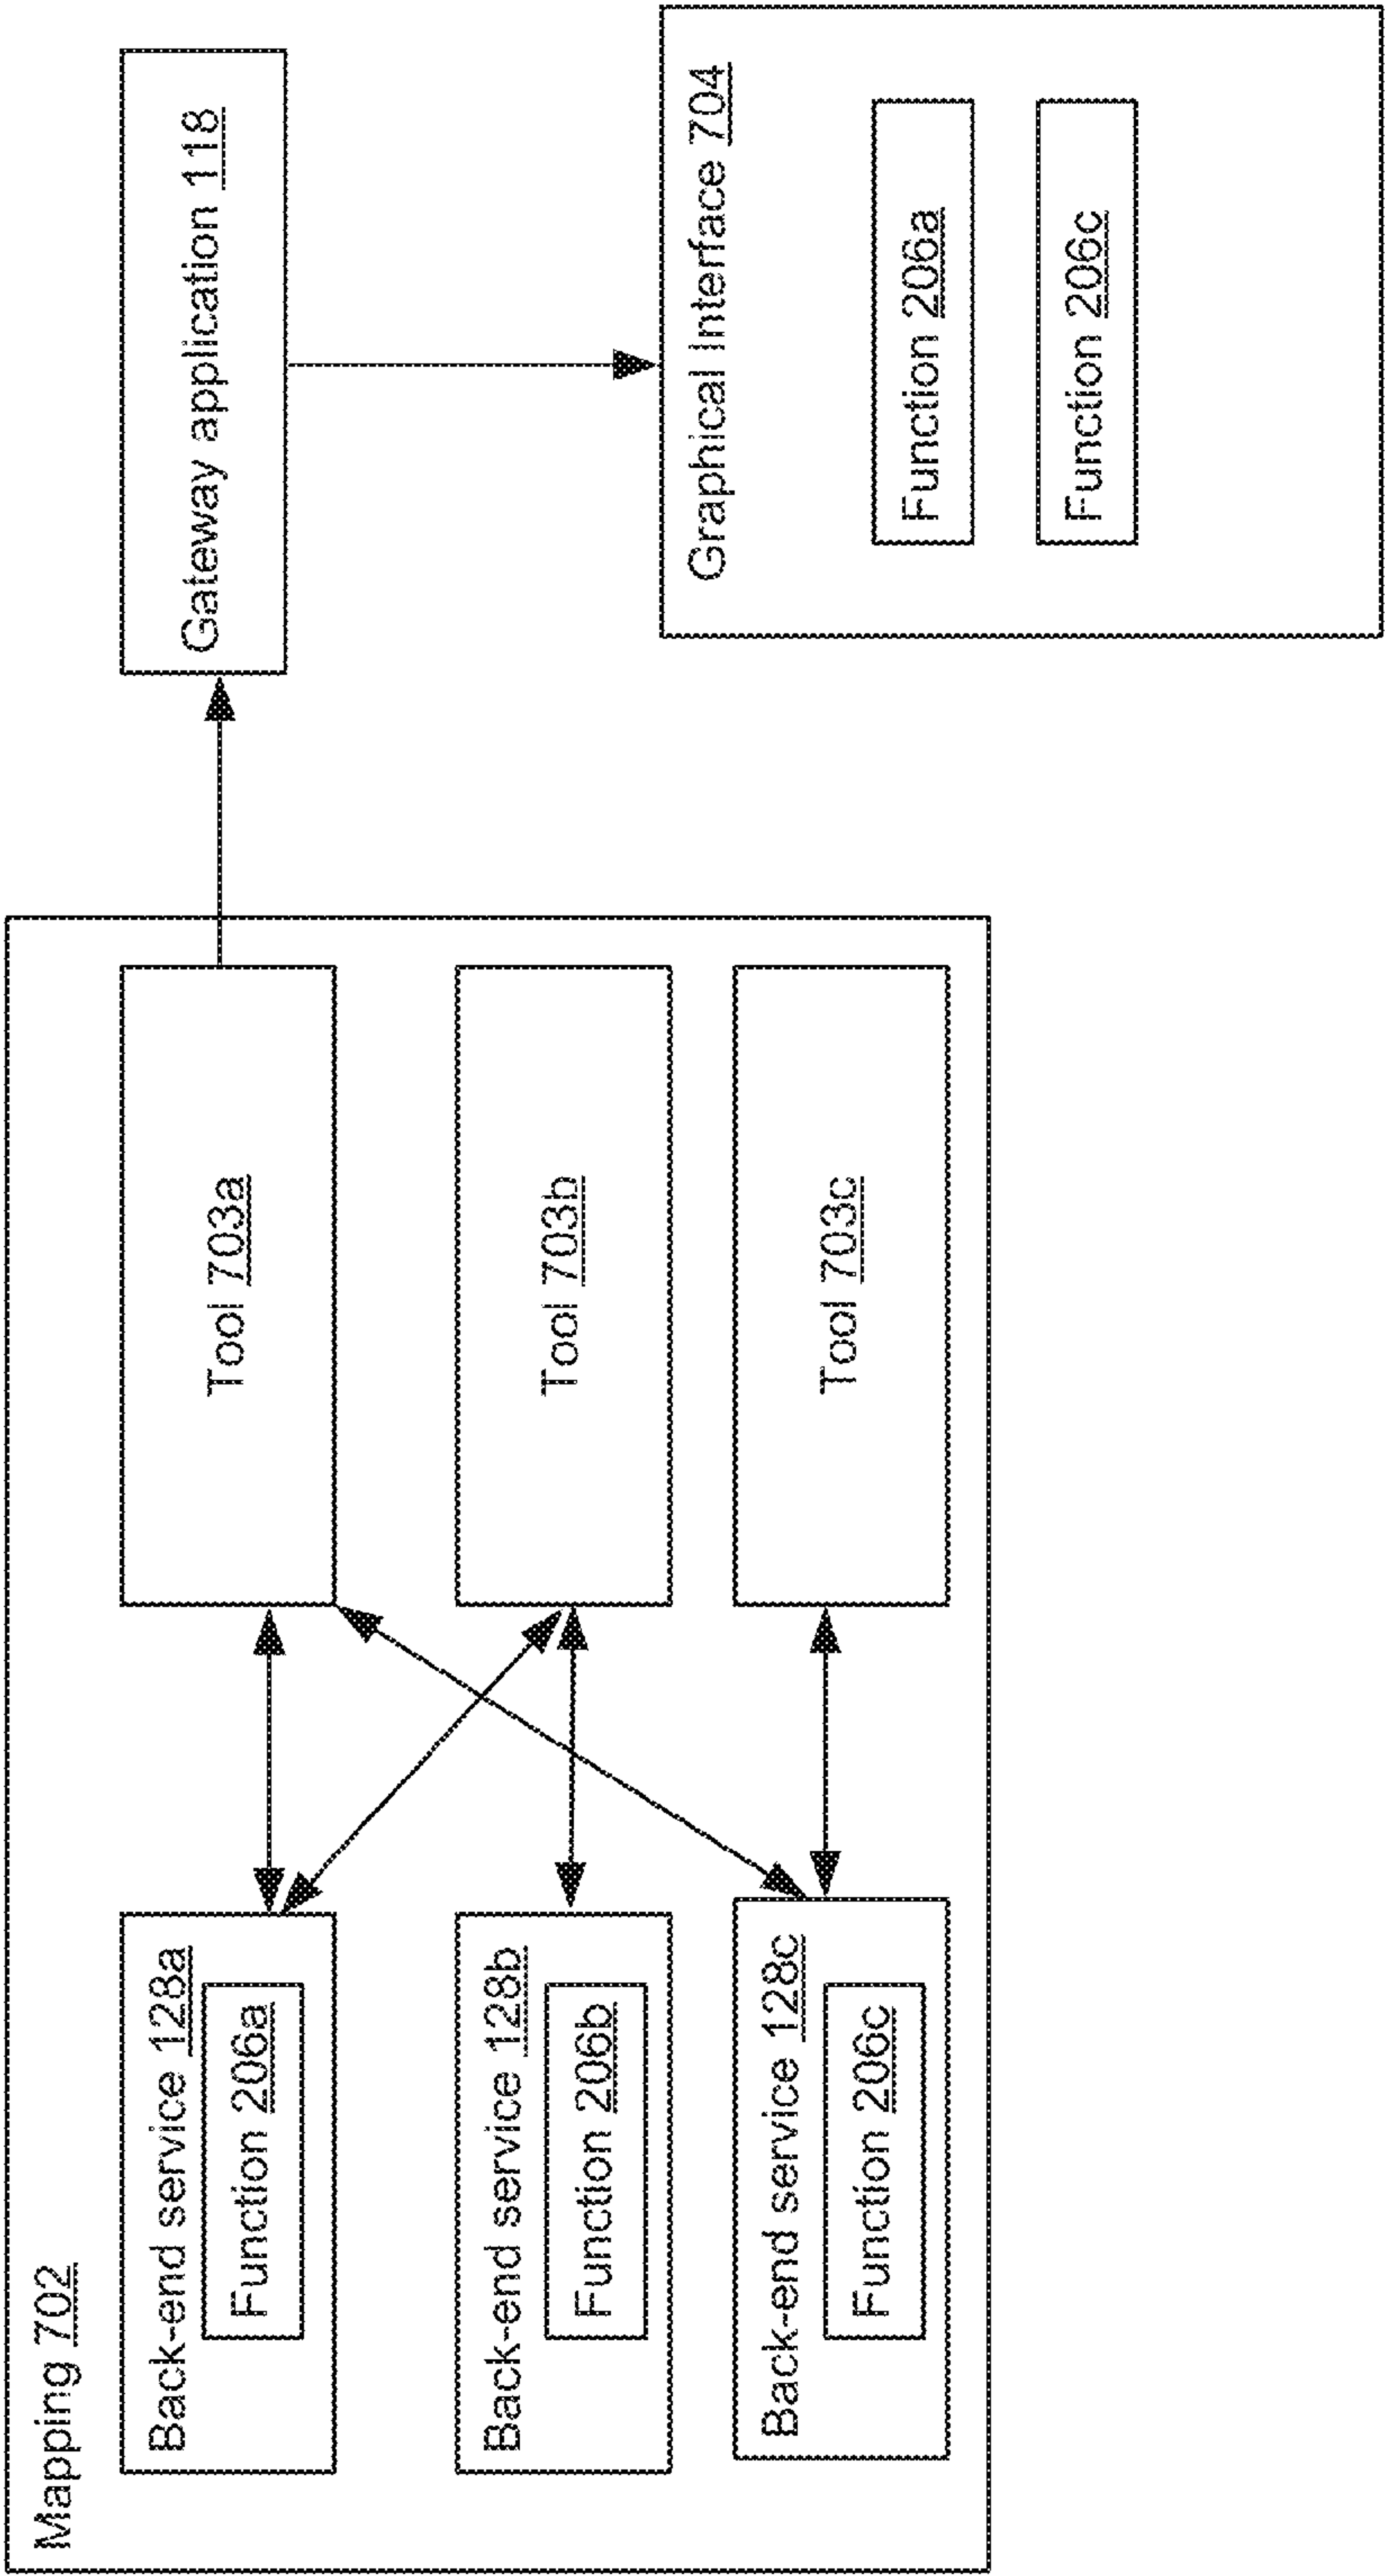 Mapping 702
Back-end service 128a
Function 206a
Back-end service 128b
Function 206b
Back-end service 128c
Function 206c
Tool 703a
Tool 703b
Tool 703c
Gateway application 118
Graphical Interface 704
Function 206a
Function 206c